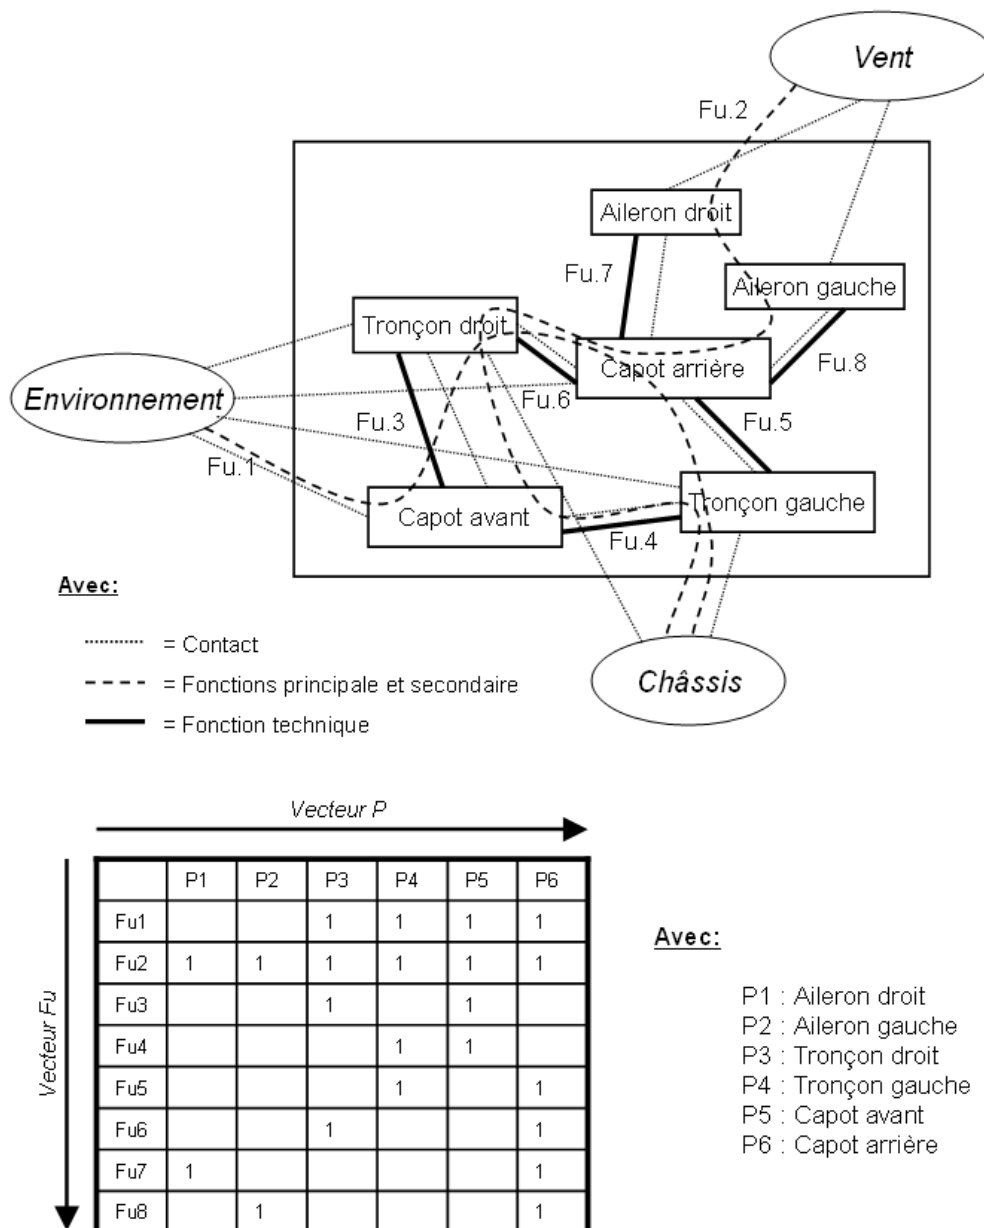 Vent
Fu.2
Aileron droit
Fu.7
Aileron gauche
Tronçon droit
Capot arrière
Fu.8
Environnement
Fu.6
Fu.3
Fu.5
Fu.1
Tronçon gauche
Capot avant
Fu.4
Avec:
= Contact
Châssis
= Fonctions principale et secondaire
= Fonction technique
Vecteur P
Vecteur Fu
P1 P2 P3 P4 P5 P6
Fu1 1 1 1 1
Fu2 1 1 1 1 1 1
Fu3 1 1
Fu4 1 1
Fu5 1 1
Fu6 1 1
Fu7 1 1
Fu8 1 1
Avec:
P1 : Aileron droit
P2 : Aileron gauche
P3 : Tronçon droit
P4 : Tronçon gauche
P5 : Capot avant
P6 : Capot arrière